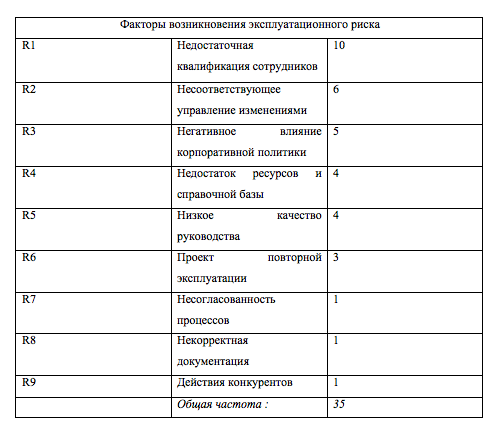 Факторы возникновения эксплуатационного риска
R1 Недостаточная 10
квалификация сотрудников
R2 Несоответствующее 6
управление изменениями
R3 Негативное влияние 5
корпоративной политики
R4 Недостаток ресурсов и 4
справочной базы
R5 Низкое качество 4
руководства
R6 Проект повторной 3
эксплуатации
R7 Несогласованность 1
процессов
R8 Некорректная 1
документация
R9 Действия конкурентов 1
Общая частота : 35